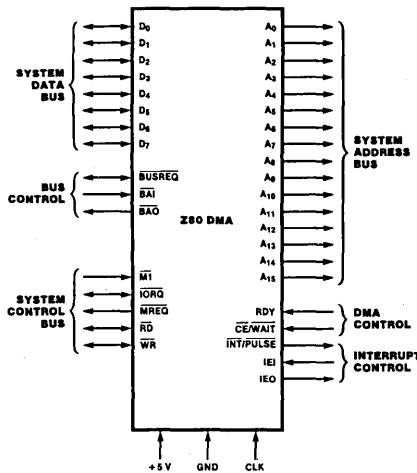 SYSTEM
DATA
BUS
D0
D1
D2
D3
D4
D5
D6
D7
BUS
CONTROL
BUSREQ
BAI
BAO
SYSTEM
CONTROL
BUS
M1
IORQ
MREQ
RD
WR
Z80 DMA
A0
A1
A2
A3
A4
A5
A6
A7
A8
A9
A10
A11
A12
A13
A14
A15
SYSTEM
ADDRESS
BUS
RDY
CE/WAIT
DMA
CONTROL
INT/PULSE
IEI
IEO
INTERRUPT
CONTROL
+5 V
GND
CLK